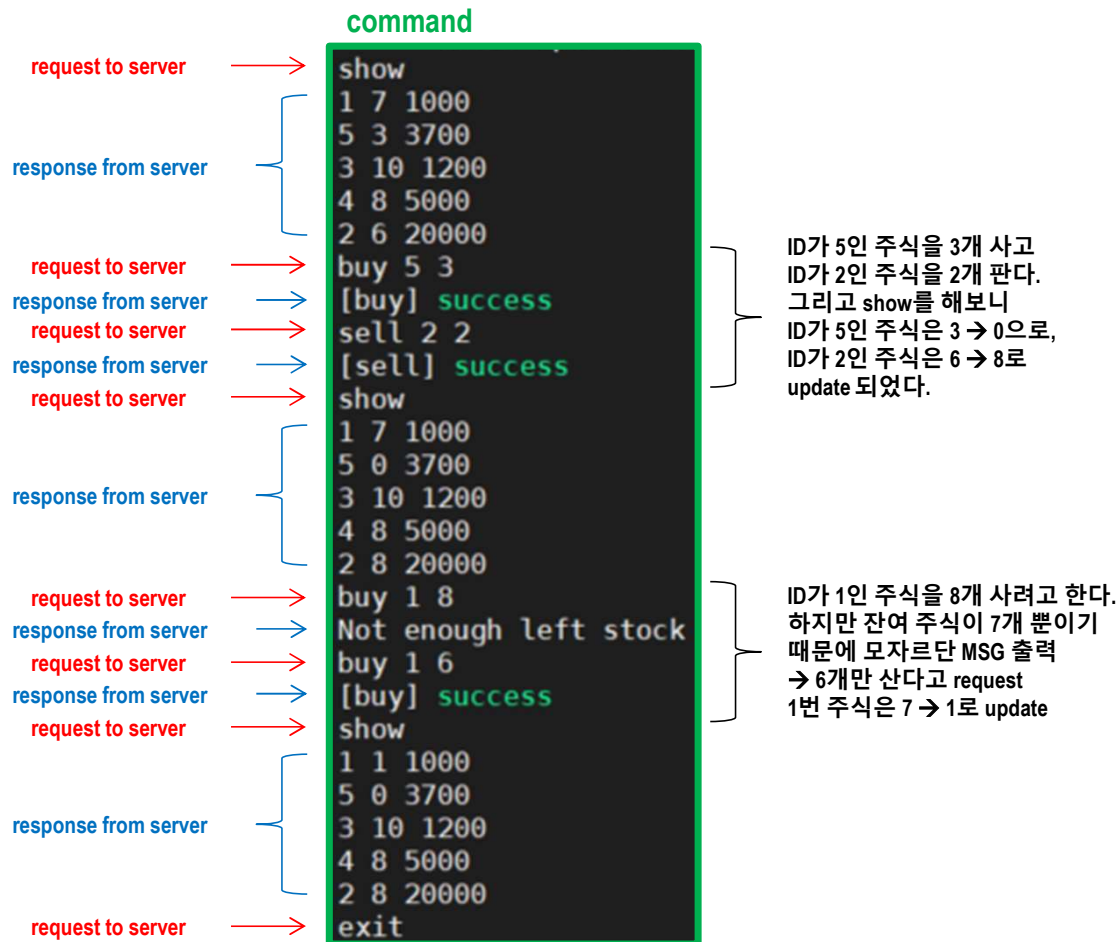 command
request to server
show
response from server
1 7 1000
5 3 3700
3 10 1200
4 8 5000
2 6 20000
request to server
buy 5 3
response from server
[buy] success
request to server
sell 2 2
response from server
[sell] success
request to server
show
ID가 5인 주식을 3개 사고
ID가 2인 주식을 2개 판다.
그리고 show를 해보니
ID가 5인 주식은 3 → 0으로,
ID가 2인 주식은 6 → 8로
update 되었다.
response from server
1 7 1000
5 0 3700
3 10 1200
4 8 5000
2 8 20000
request to server
buy 1 8
response from server
Not enough left stock
request to server
buy 1 6
response from server
[buy] success
request to server
show
ID가 1인 주식을 8개 사려고 한다.
하지만 잔여 주식이 7개 뿐이기
때문에 모자르단 MSG 출력
→ 6개만 산다고 request
1번 주식은 7 → 1로 update
response from server
1 1 1000
5 0 3700
3 10 1200
4 8 5000
2 8 20000
request to server
exit